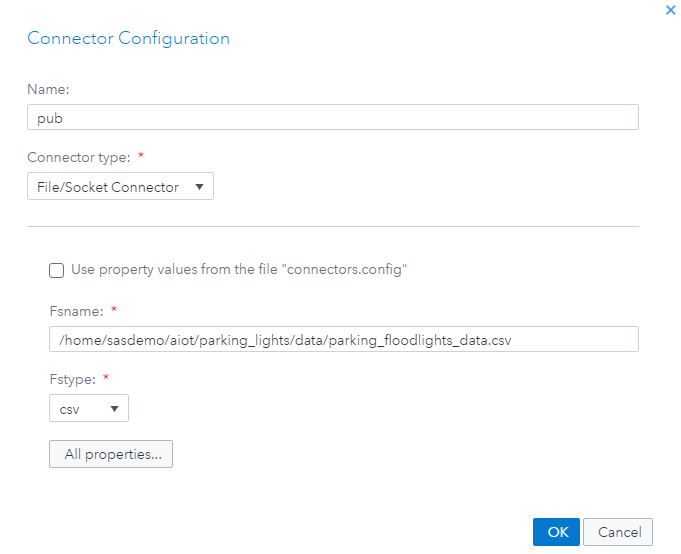 Connector Configuration
Name:
pub
Connector type: *
File/Socket Connector
Use property values from the file "connectors.config"
Fsname: *
/home/sasdemo/aiot/parking_lights/data/parking_floodlights_data.csv
Fstype: *
csv
All properties...
OK Cancel